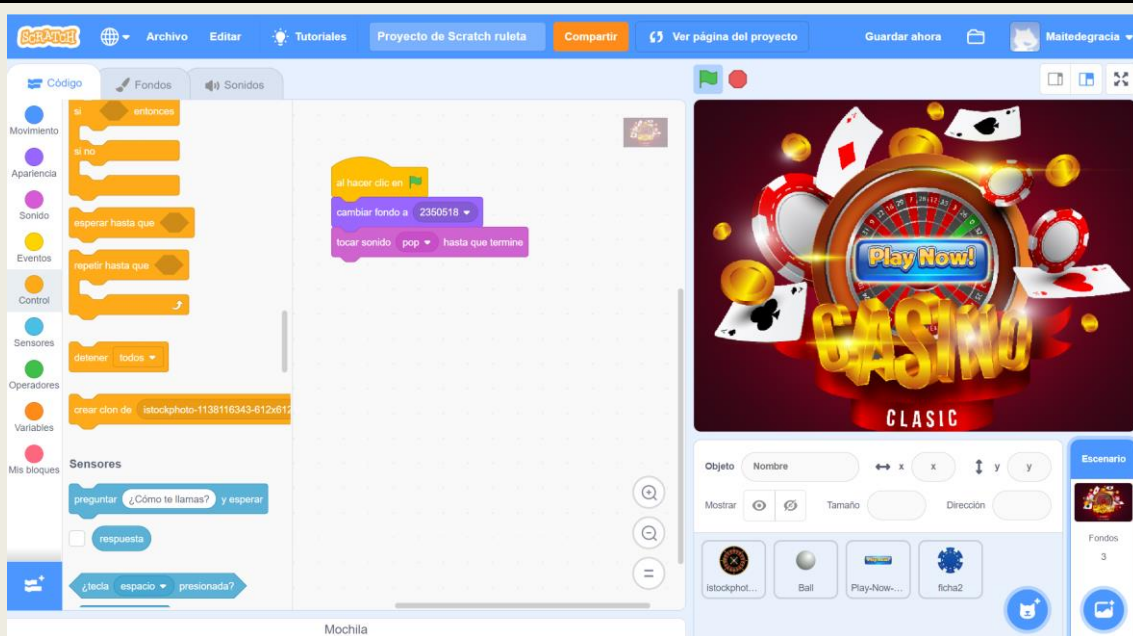 SCRATCH Archivo Editar Tutoriales Proyecto de Scratch ruleta Compartir Ver página del proyecto Guardar ahora Maitedegracia
Código Fondos Sonidos
Movimiento
Apariencia
Sonido
Eventos
Control
Sensores
Operadores
Variables
Mis bloques
si entonces
si no
esperar hasta que
repetir hasta que
detener todos
crear clon de istockphoto-1138116343-612x612
Sensores
preguntar ¿Cómo te llamas? y esperar
respuesta
¿tecla espacio presionada?
al hacer clic en
cambiar fondo a 2350518
tocar sonido pop hasta que termine
Mochila
Play Now!
CASINO
CLASIC
Objeto Nombre x x y y
Mostrar Tamaño Dirección
istockphot... Ball Play-Now-... ficha2
Escenario
Fondos
3